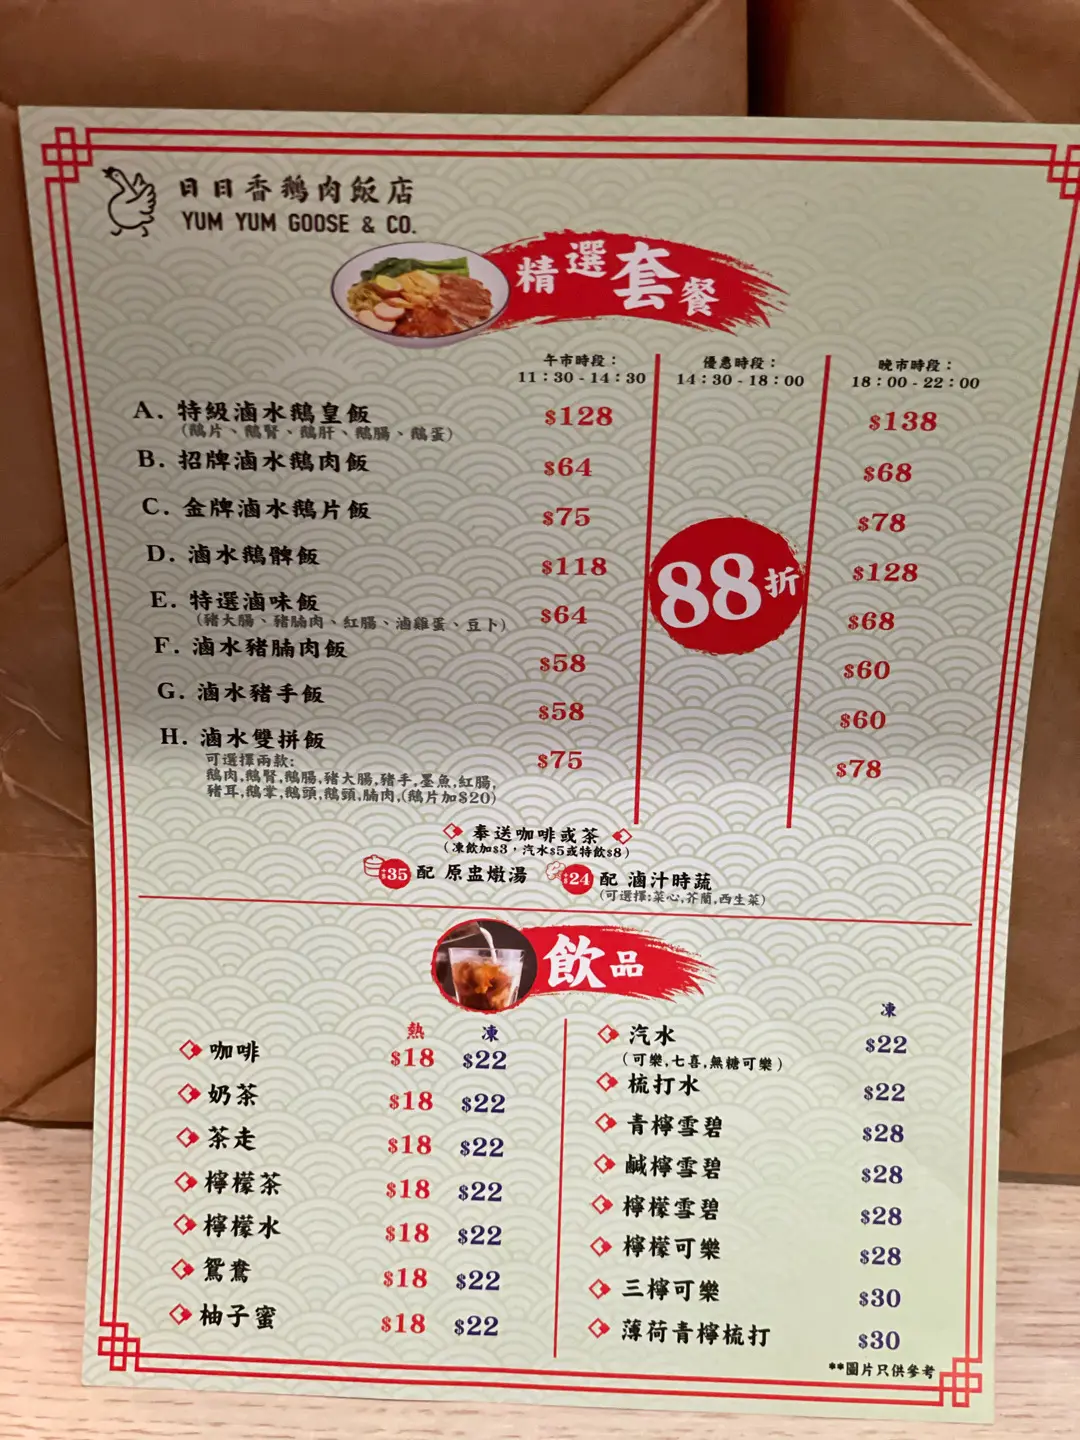 日日香鵝肉飯店
YUM YUM GOOSE & CO.
精選套餐
午市時段：
11：30 - 14：30
優惠時段：
14：30 - 18：00
晚市時段：
18：00 - 22：00
A. 特級滷水鵝皇飯 $128 $138
(鵝片、鵝腎、鵝肝、鵝腸、鵝蛋)
B. 招牌滷水鵝肉飯 $64 $68
C. 金牌滷水鵝片飯 $75 $78
D. 滷水鵝髀飯 $118 $128
88折
E. 特選滷味飯 $64 $68
(豬大腸、豬腩肉、紅腸、滷雞蛋、豆卜)
F. 滷水豬腩肉飯 $58 $60
G. 滷水豬手飯 $58 $60
H. 滷水雙拼飯 $75 $78
可選擇兩款:
鵝肉,鵝腎,鵝腸,豬大腸,豬手,墨魚,紅腸,
豬耳,鵝掌,鵝頭,鵝頸,腩肉,(鵝片加$20)
奉送咖啡或茶
(凍飲加$3，汽水$5或特飲$8)
$35 配 原盅燉湯 $24 配 滷汁時蔬
(可選擇:菜心,芥蘭,西生菜)
飲品
熱 凍
咖啡 $18 $22
奶茶 $18 $22
茶走 $18 $22
檸檬茶 $18 $22
檸檬水 $18 $22
鴛鴦 $18 $22
柚子蜜 $18 $22
凍
汽水 $22
(可樂,七喜,無糖可樂)
梳打水 $22
青檸雪碧 $28
鹹檸雪碧 $28
檸檬雪碧 $28
檸檬可樂 $28
三檸可樂 $30
薄荷青檸梳打 $30
**圖片只供參考